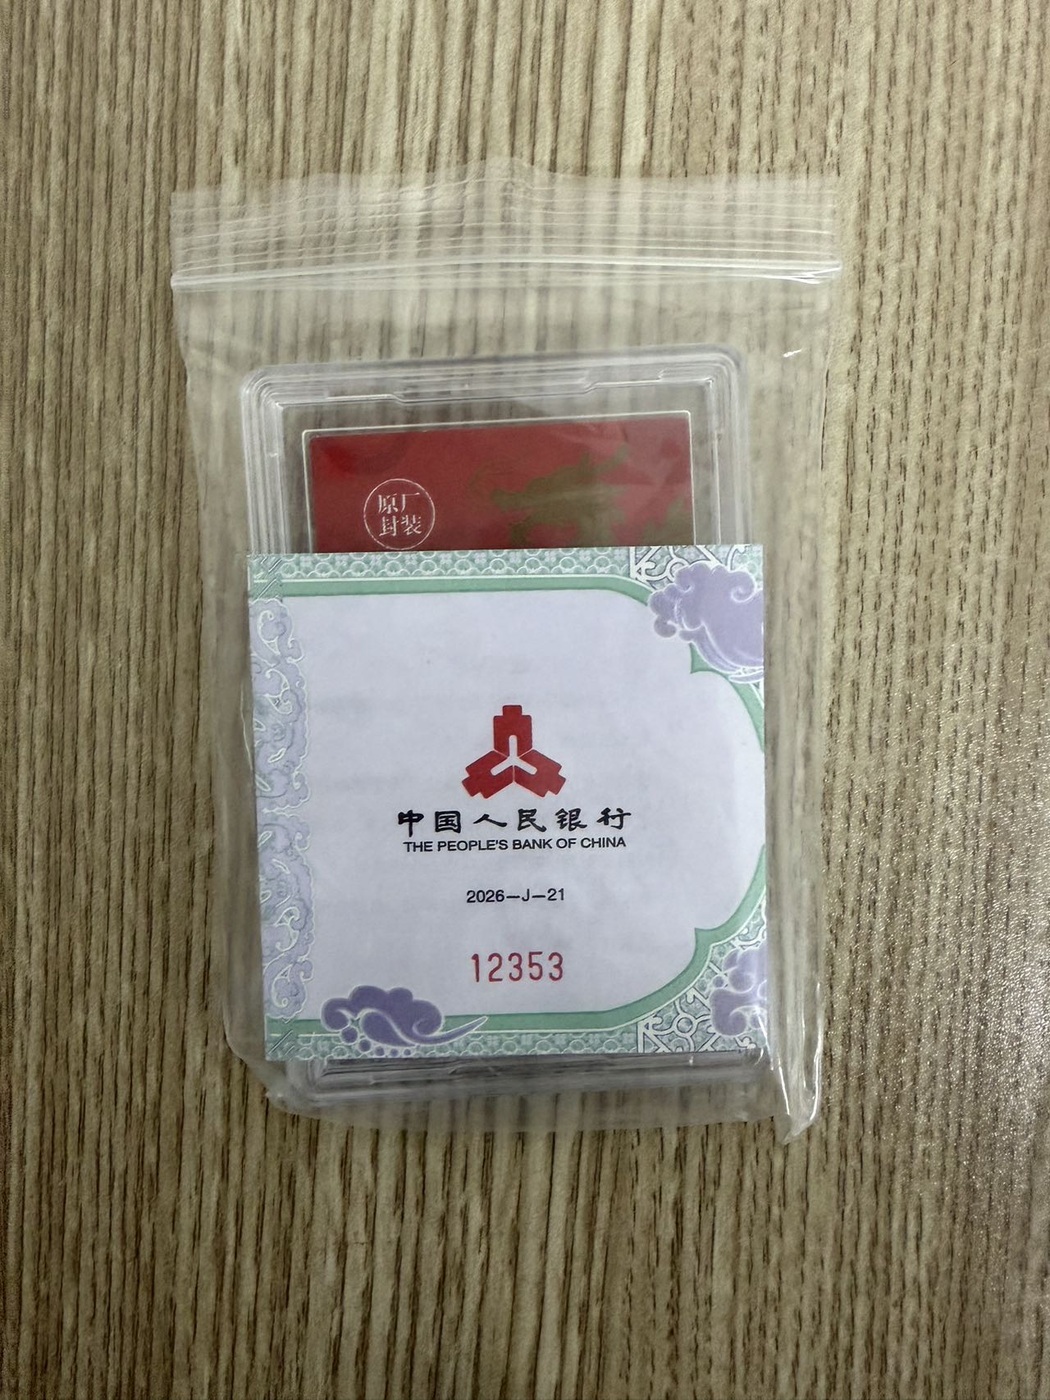 原厂
封装
中国人民银行
THE PEOPLE'S BANK OF CHINA
2026—J—21
12353